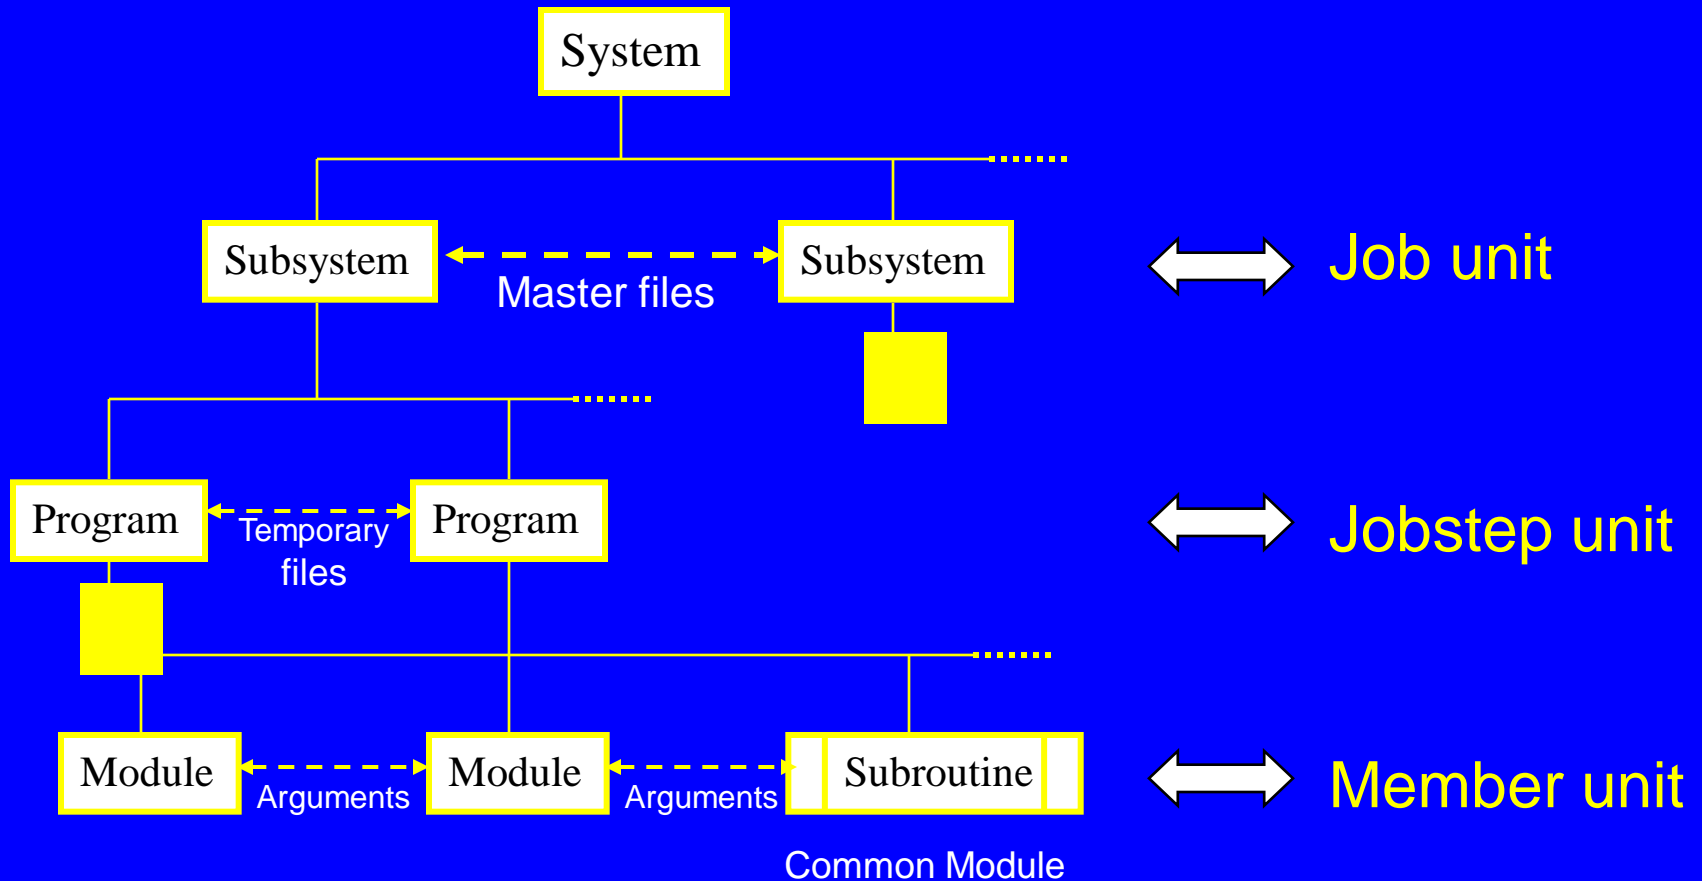 System
Subsystem
Subsystem
Job unit
Master files
Program
Program
Jobstep unit
Temporary
files
Module
Module
Subroutine
Member unit
Arguments
Arguments
Common Module